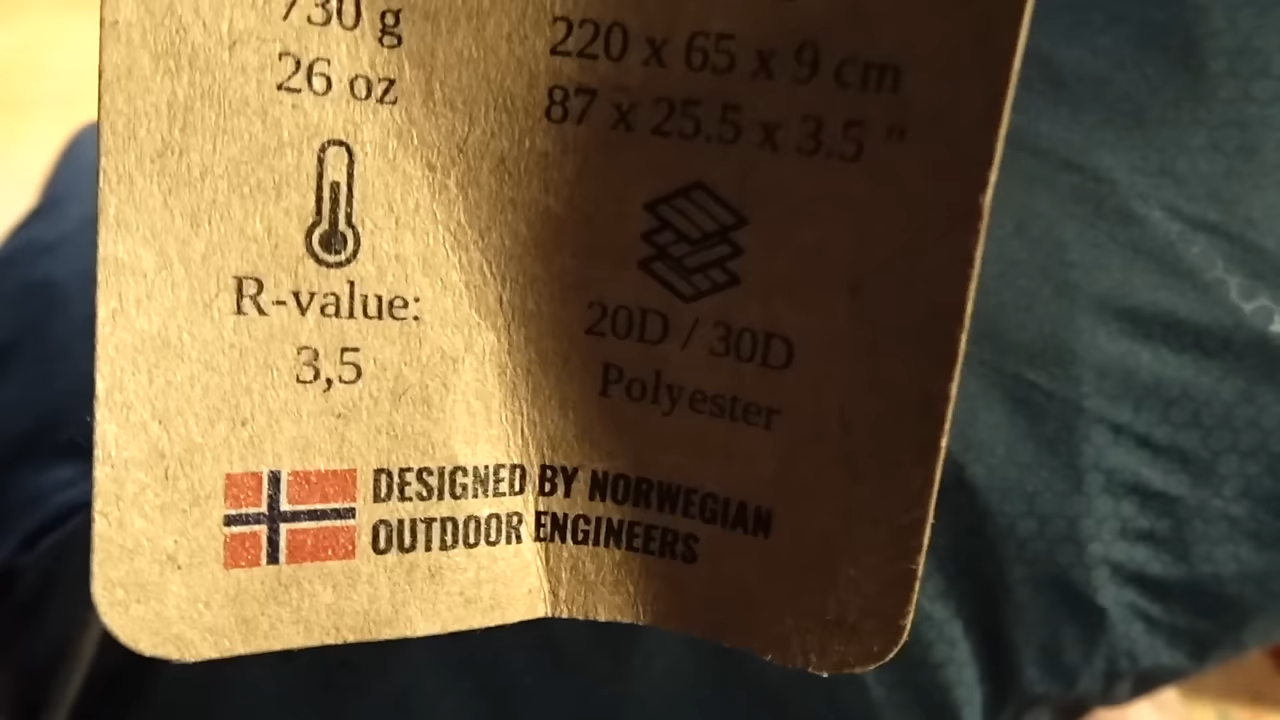 730 g
26 oz
220 x 65 x 9 cm
87 x 25.5 x 3.5 "
R-value:
3,5
20D / 30D
Polyester
DESIGNED BY NORWEGIAN
OUTDOOR ENGINEERS